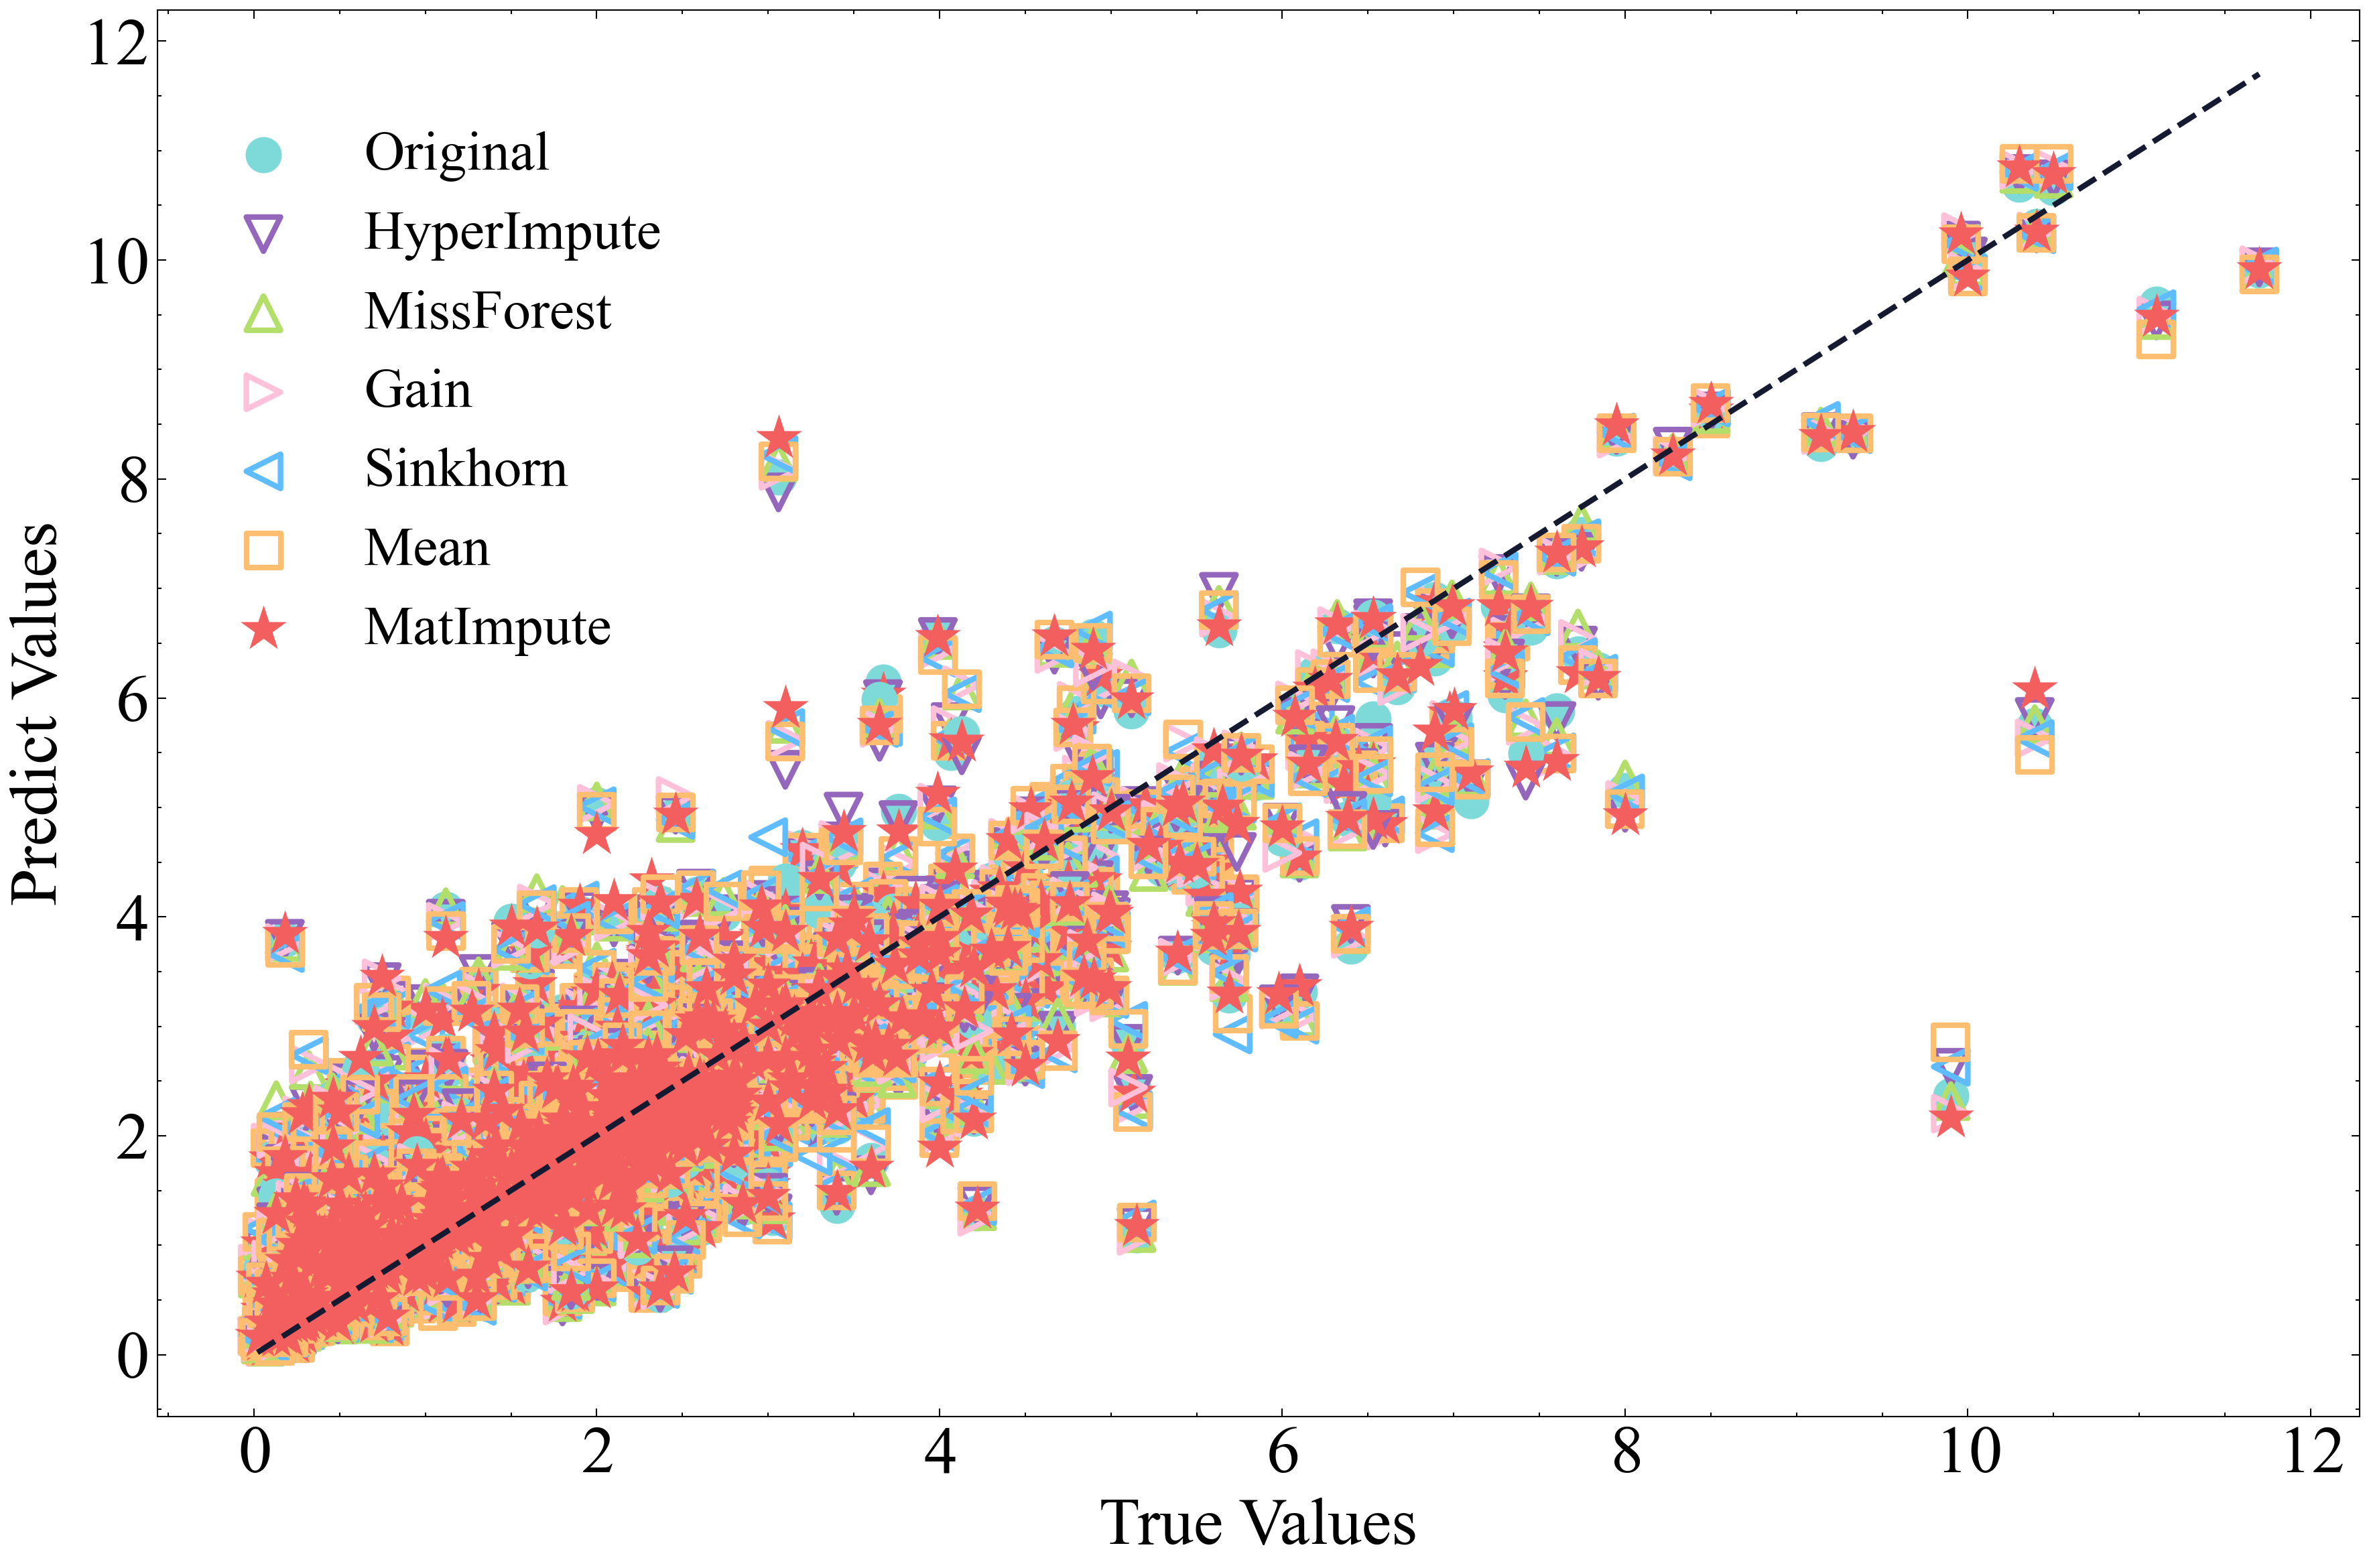 12
10
8
6
4
2
0
Predict Values
Original
HyperImpute
MissForest
Gain
Sinkhorn
Mean
MatImpute
0 2 4 6 8 10 12
True Values